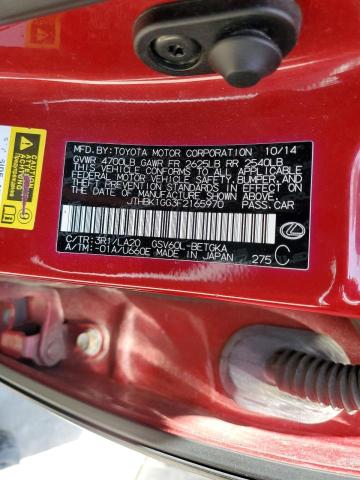 MFD.BY:TOYOTA MOTOR CORPORATION 10/14
GVWR 4700LB GAWR FR 2625LB RR 2540LB
THIS VEHICLE CONFORMS TO ALL APPLICABLE
FEDERAL MOTOR VEHICLE SAFETY, BUMPER, AND
THEFT PREVENTION STANDARDS IN EFFECT ON
THE DATE OF MANUFACTURE SHOWN ABOVE.
JTHBK1GG3F2165970 PASS.CAR
C/TR:3R1/LA20 GSV60L-BETGKA
A/TM:-01A/U660E MADE IN JAPAN 275 C
SIDE